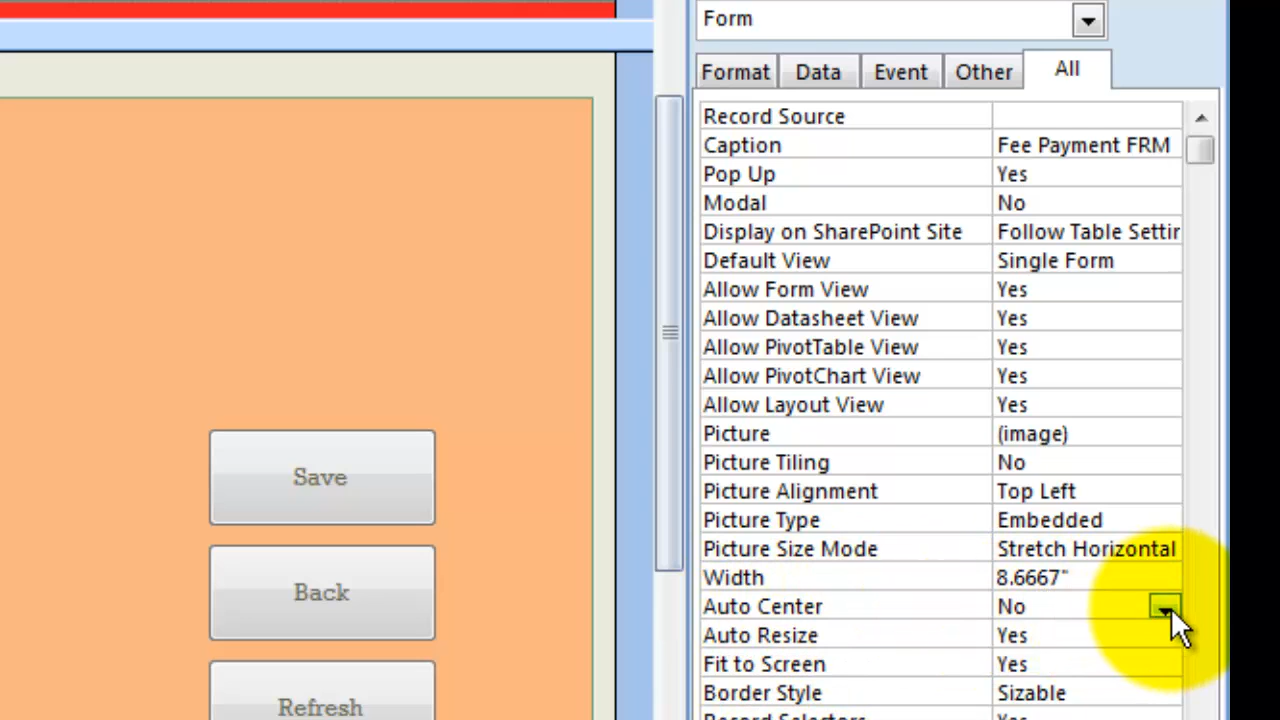 Form
Format Data Event Other All
Record Source
Caption Fee Payment FRM
Pop Up Yes
Modal No
Display on SharePoint Site Follow Table Settin
Default View Single Form
Allow Form View Yes
Allow Datasheet View Yes
Allow PivotTable View Yes
Allow PivotChart View Yes
Allow Layout View Yes
Picture (image)
Picture Tiling No
Picture Alignment Top Left
Picture Type Embedded
Picture Size Mode Stretch Horizontal
Width 8.6667"
Auto Center No
Auto Resize Yes
Fit to Screen Yes
Border Style Sizable
Record Selectors Yes
Save
Back
Refresh